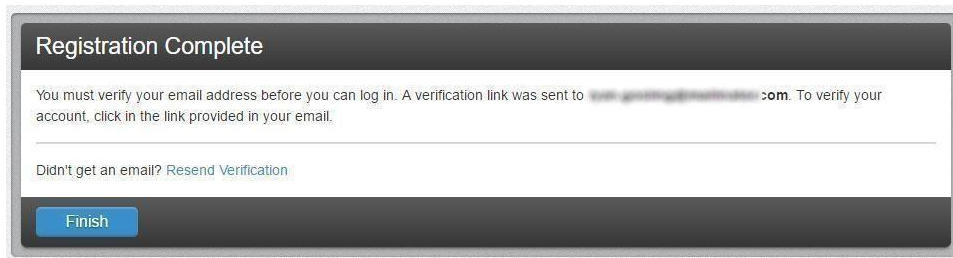 Registration Complete
You must verify your email address before you can log in. A verification link was sent to com. To verify your
account, click in the link provided in your email.
Didn't get an email? Resend Verification
Finish